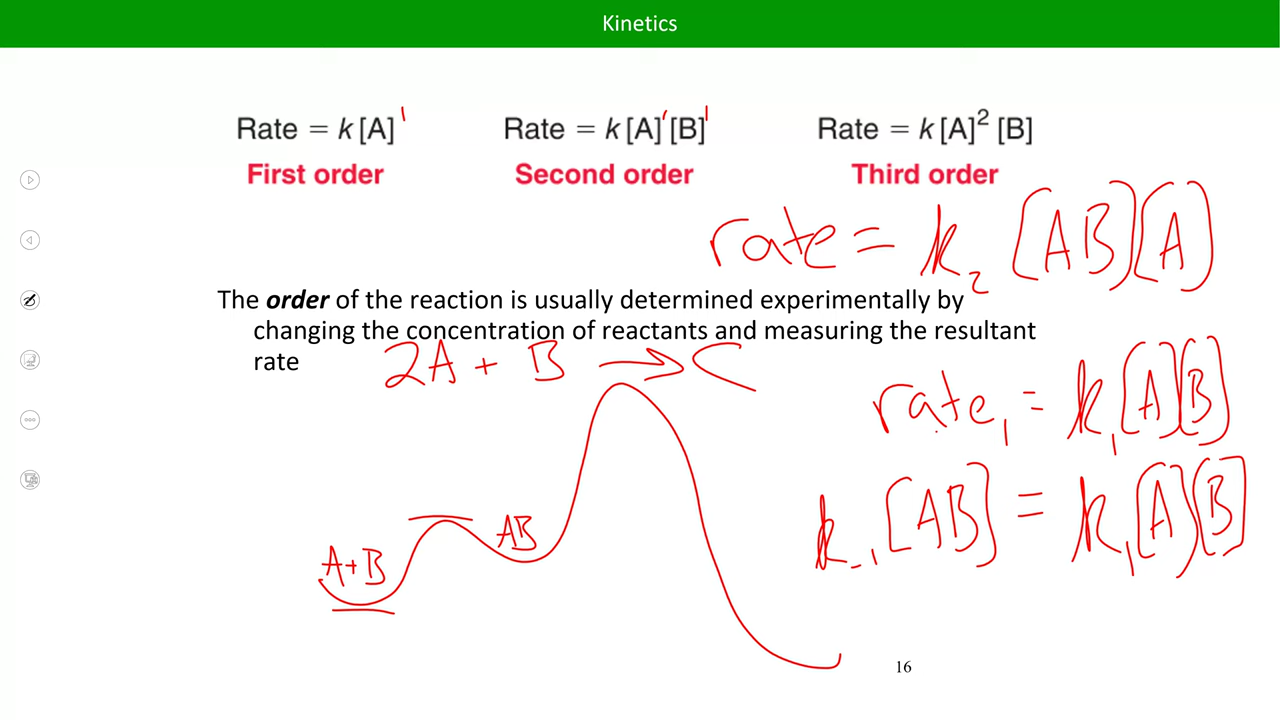 Kinetics
Rate = k [A]¹
Rate = k [A]¹ [B]¹
Rate = k [A]² [B]
First order
Second order
Third order
rate = k₂ [AB][A]
The order of the reaction is usually determined experimentally by
changing the concentration of reactants and measuring the resultant
rate
2A + B → C
rate₁ = k₁[A][B]
k₋₁[AB] = k₁[A][B]
A+B
AB
16